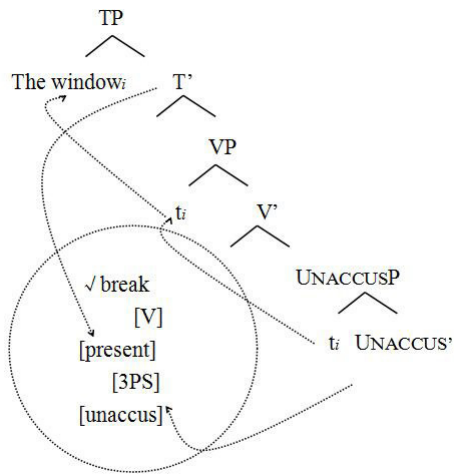 TP
The windowi T’
VP
ti V’
√ break UNACCUSP
[V]
[present] ti UNACCUS’
[3PS]
[unaccus]